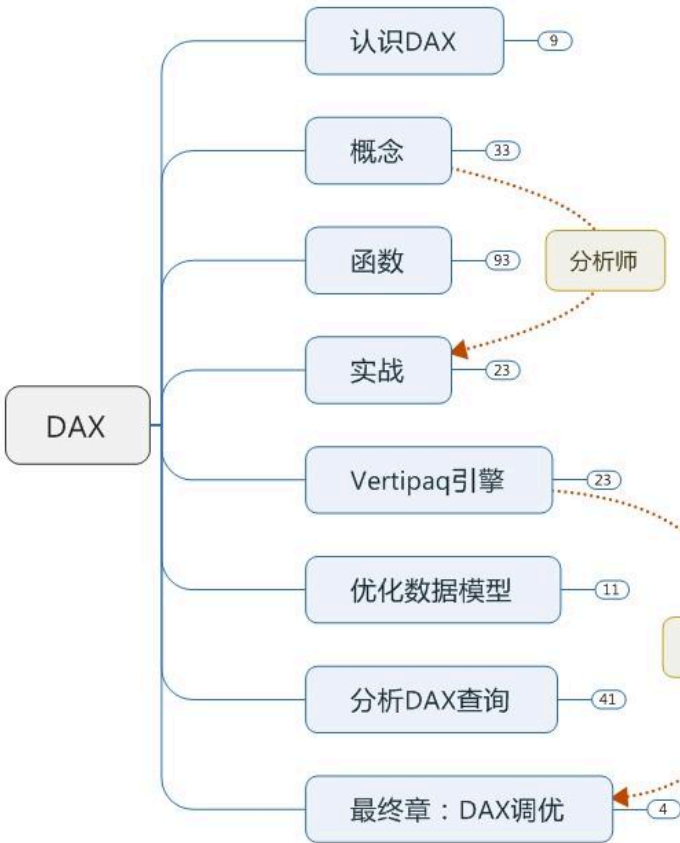 认识DAX
9
概念
33
函数
93
分析师
实战
23
DAX
Vertipaq引擎
23
优化数据模型
11
分析DAX查询
41
最终章：DAX调优
4